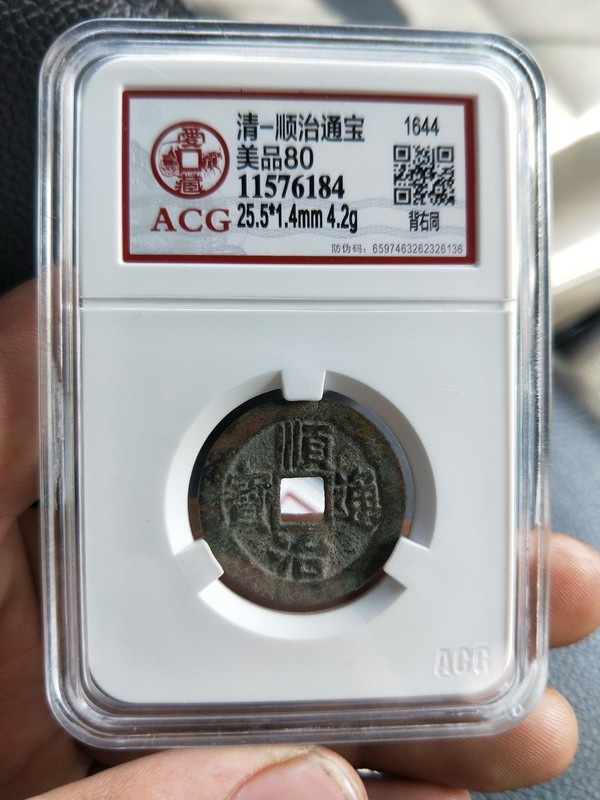 愛藏
ACG
清-顺治通宝
1644
美品80
11576184
25.5*1.4mm 4.2g
背右同
防伪码：6597463262326136
順治通寶
ACG